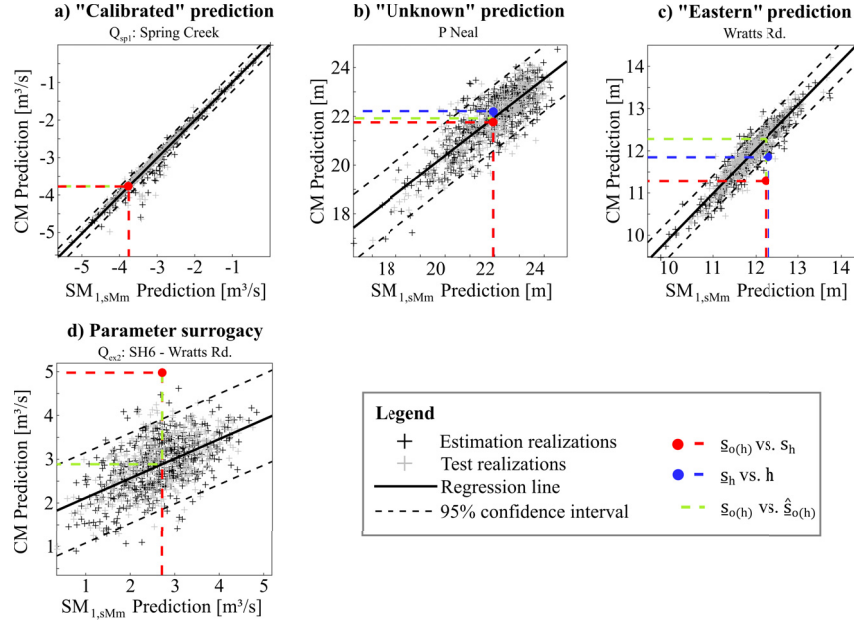 a) "Calibrated" prediction
Qsp1: Spring Creek
CM Prediction [m³/s]
-1
-2
-3
-4
-5
-5 -4 -3 -2 -1
SM1,sMm Prediction [m³/s]
b) "Unknown" prediction
P Neal
CM Prediction [m]
24
22
21
20
18
18 20 22 24
SM1,sMm Prediction [m]
c) "Eastern" prediction
Wratts Rd.
CM Prediction [m]
14
13
12
11
10
10 11 12 13 14
SM1,sMm Prediction [m]
d) Parameter surrogacy
Qex2: SH6 - Wratts Rd.
CM Prediction [m³/s]
5
4
3
2
1
1 2 3 4 5
SM1,sMm Prediction [m³/s]
Legend
Estimation realizations
Test realizations
Regression line
95% confidence interval
s̲o(h) vs. sh
s̲h vs. h
s̲o(h) vs. ŝ̲o(h)